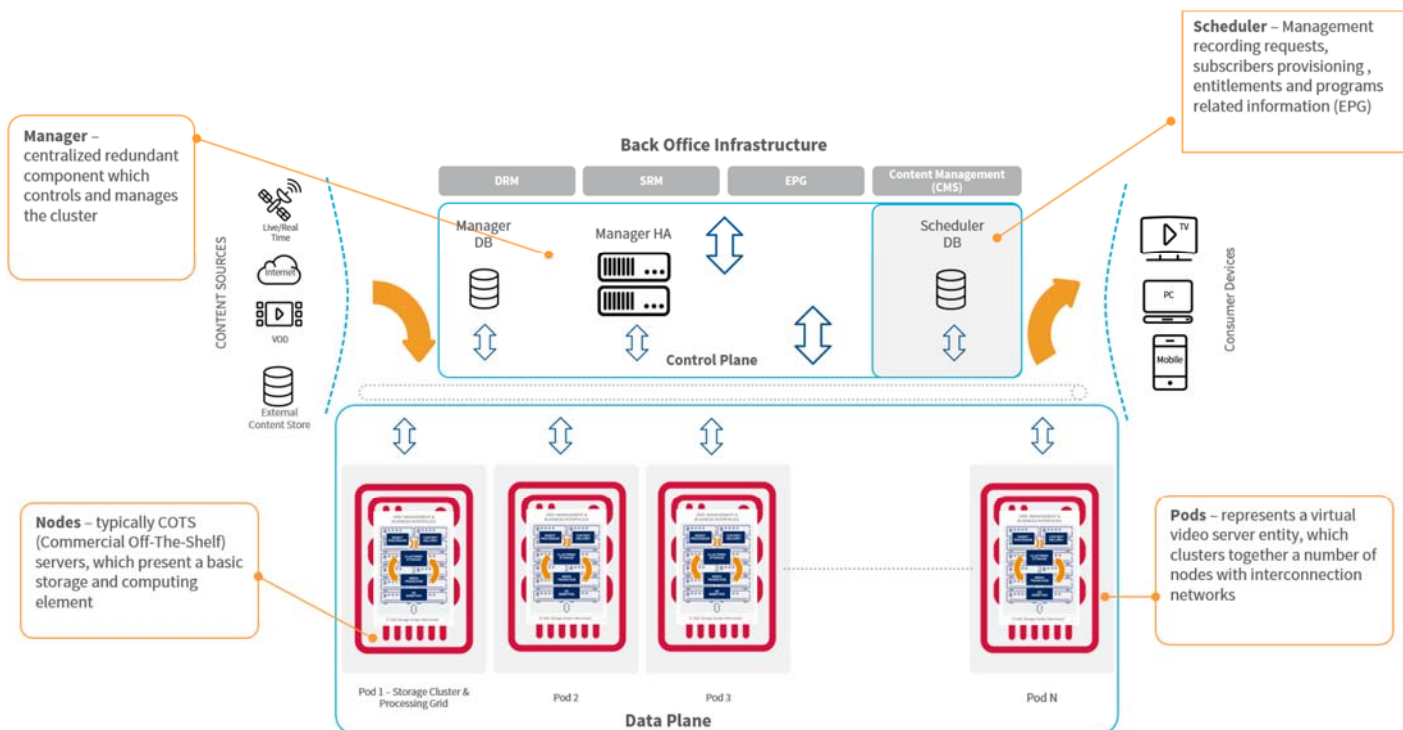 Scheduler – Management
recording requests,
subscribers provisioning ,
entitlements and programs
related information (EPG)
Manager –
centralized redundant
component which
controls and manages
the cluster
Back Office Infrastructure
DRM
SRM
EPG
Content Management
(CMS)
CONTENT SOURCES
Live/Real
Time
Internet
VOD
External
Content Store
Manager
DB
Manager HA
Scheduler
DB
Control Plane
TV
PC
Mobile
Consumer Devices
Nodes – typically COTS
(Commercial Off-The-Shelf)
servers, which present a basic
storage and computing
element
Pods – represents a virtual
video server entity, which
clusters together a number of
nodes with interconnection
networks
Pod 1 – Storage Cluster &
Processing Grid
Pod 2
Pod 3
Pod N
Data Plane